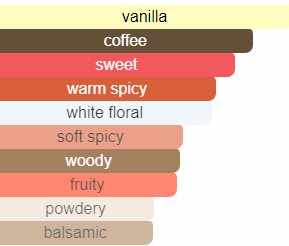 vanilla
coffee
sweet
warm spicy
white floral
soft spicy
woody
fruity
powdery
balsamic